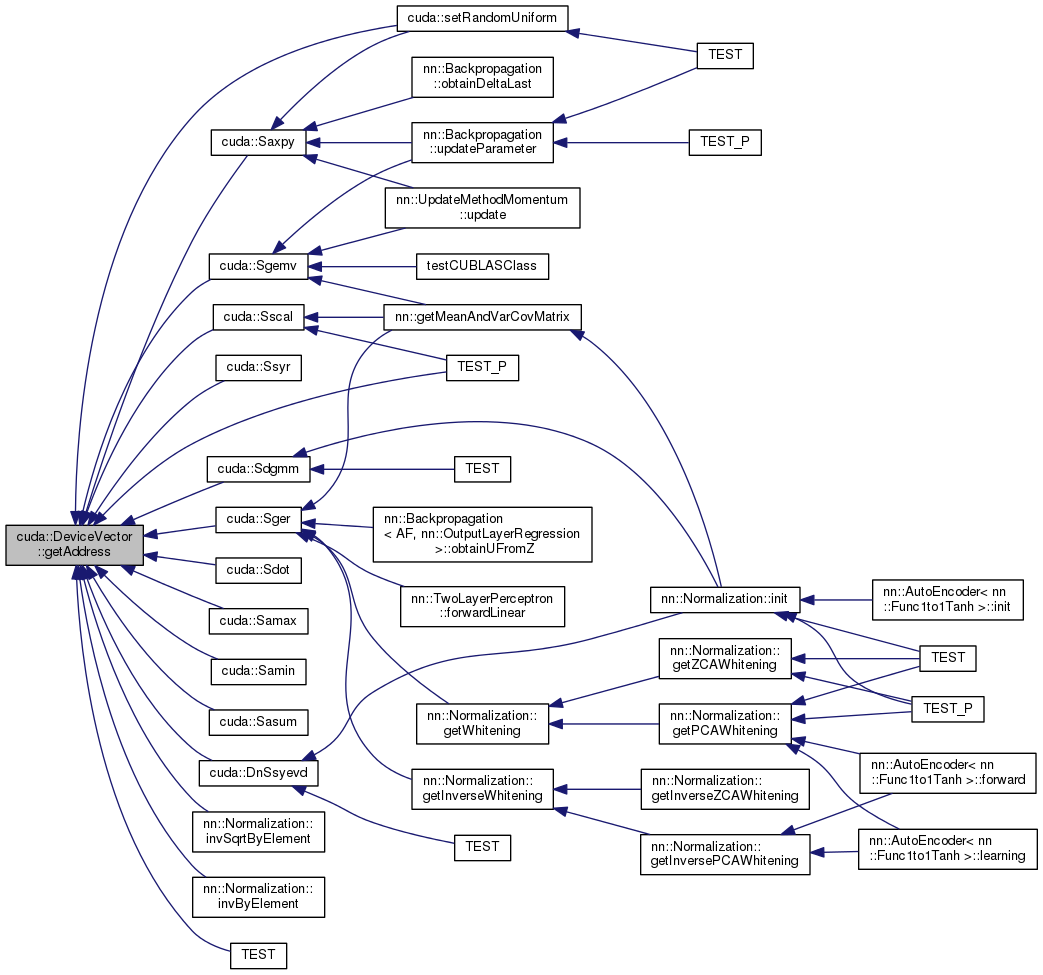 cuda::setRandomUniform
TEST
nn::Backpropagation
::obtainDeltaLast
cuda::Saxpy
nn::Backpropagation
::updateParameter
TEST_P
nn::UpdateMethodMomentum
::update
cuda::Sgemv
testCUBLASClass
cuda::Sscal
nn::getMeanAndVarCovMatrix
cuda::Ssyr
TEST_P
cuda::Sdgmm
TEST
cuda::Sger
nn::Backpropagation
< AF, nn::OutputLayerRegression
>::obtainUFromZ
cuda::DeviceVector
::getAddress
cuda::Sdot
nn::TwoLayerPerceptron
::forwardLinear
nn::Normalization::init
nn::AutoEncoder< nn
::Func1to1Tanh >::init
cuda::Samax
nn::Normalization::
getZCAWhitening
TEST
cuda::Samin
nn::Normalization::
getWhitening
nn::Normalization::
getPCAWhitening
TEST_P
cuda::Sasum
cuda::DnSsyevd
nn::Normalization::
getInverseWhitening
nn::Normalization::
getInverseZCAWhitening
nn::AutoEncoder< nn
::Func1to1Tanh >::forward
nn::Normalization::
invSqrtByElement
TEST
nn::Normalization::
getInversePCAWhitening
nn::AutoEncoder< nn
::Func1to1Tanh >::learning
nn::Normalization::
invByElement
TEST